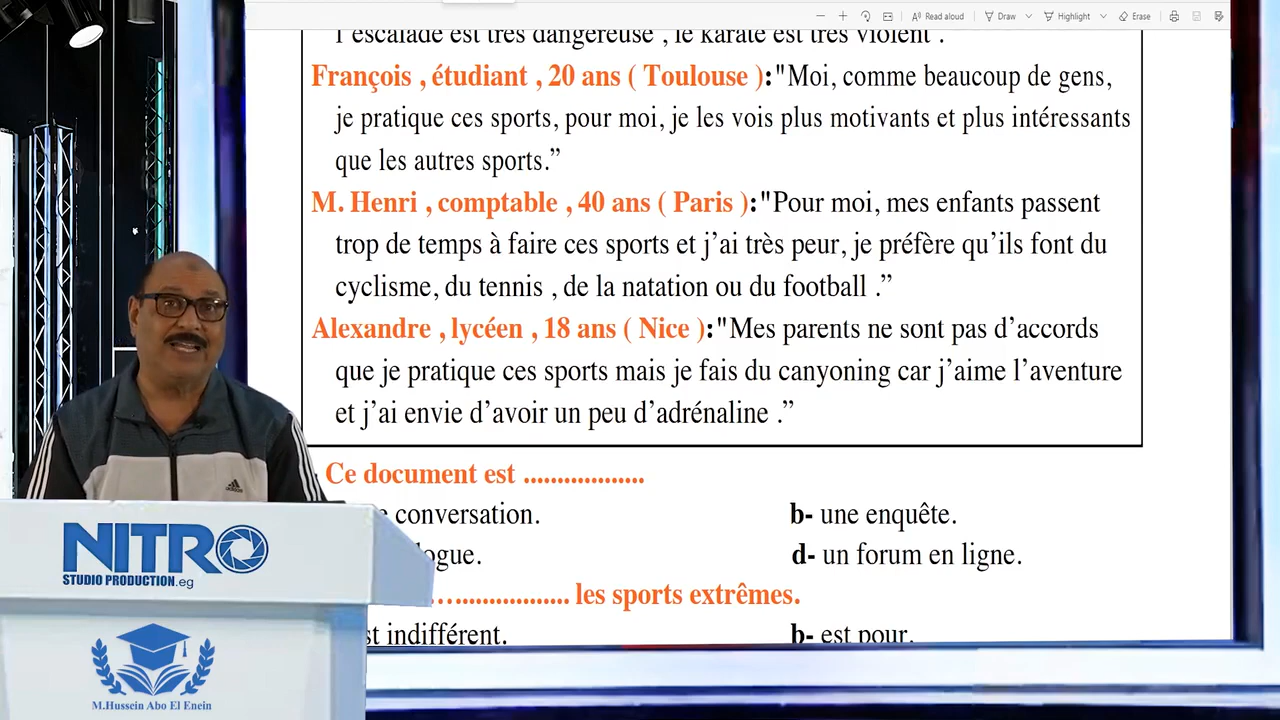 Read aloud
Draw
Highlight
Erase
l'escalade est très dangereuse , le karaté est très violent .
François , étudiant , 20 ans ( Toulouse ):"Moi, comme beaucoup de gens,
je pratique ces sports, pour moi, je les vois plus motivants et plus intéressants
que les autres sports.”
M. Henri , comptable , 40 ans ( Paris ):"Pour moi, mes enfants passent
trop de temps à faire ces sports et j’ai très peur, je préfère qu’ils font du
cyclisme, du tennis , de la natation ou du football .”
Alexandre , lycéen , 18 ans ( Nice ):"Mes parents ne sont pas d’accords
que je pratique ces sports mais je fais du canyoning car j’aime l’aventure
et j’ai envie d’avoir un peu d’adrénaline .”
Ce document est ..................
conversation.
b- une enquête.
d- un forum en ligne.
.................... les sports extrêmes.
indifférent.
b- est pour.
adidas
NITRO
STUDIO PRODUCTION.eg
M.Hussein Abo El Enein